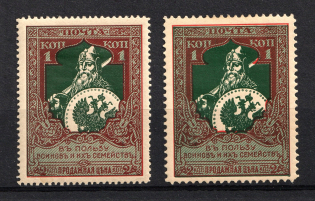 ПОЧТА
КОП КОП
1 1
ВЪ ПОЛЬЗУ
ВОИНОВЪ И ИХЪ СЕМЕЙСТВЪ
ПРОДАЖНАЯ ЦѢНА
ПОЧТА
КОП КОП
1 1
ВЪ ПОЛЬЗУ
ВОИНОВЪ И ИХЪ СЕМЕЙСТВЪ
ПРОДАЖНАЯ ЦѢНА